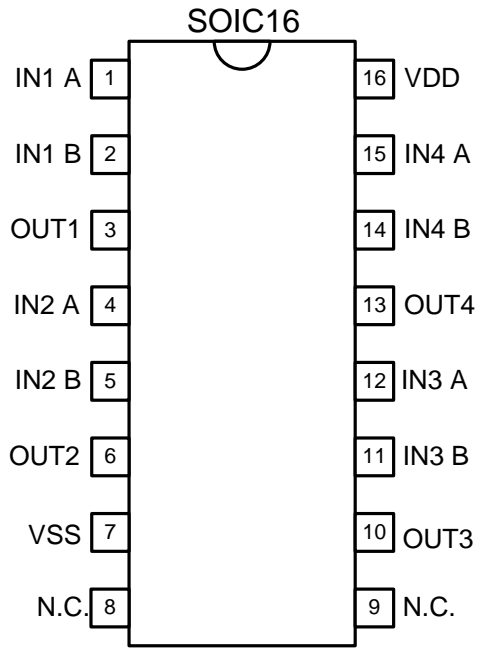 SOIC16
IN1 A 1 16 VDD
IN1 B 2 15 IN4 A
OUT1 3 14 IN4 B
IN2 A 4 13 OUT4
IN2 B 5 12 IN3 A
OUT2 6 11 IN3 B
VSS 7 10 OUT3
N.C. 8 9 N.C.